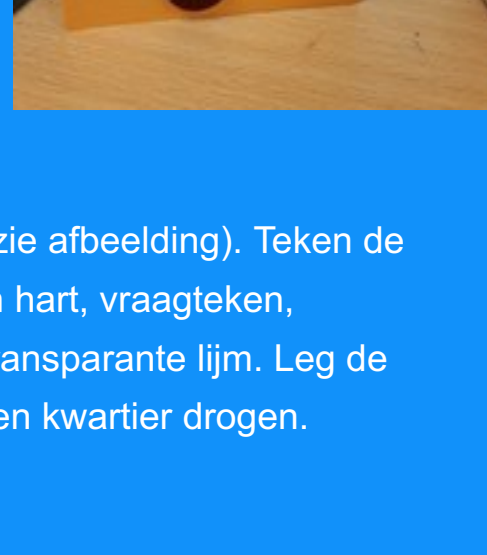 zie afbeelding). Teken de
hart, vraagteken,
ansparante lijm. Leg de
en kwartier drogen.